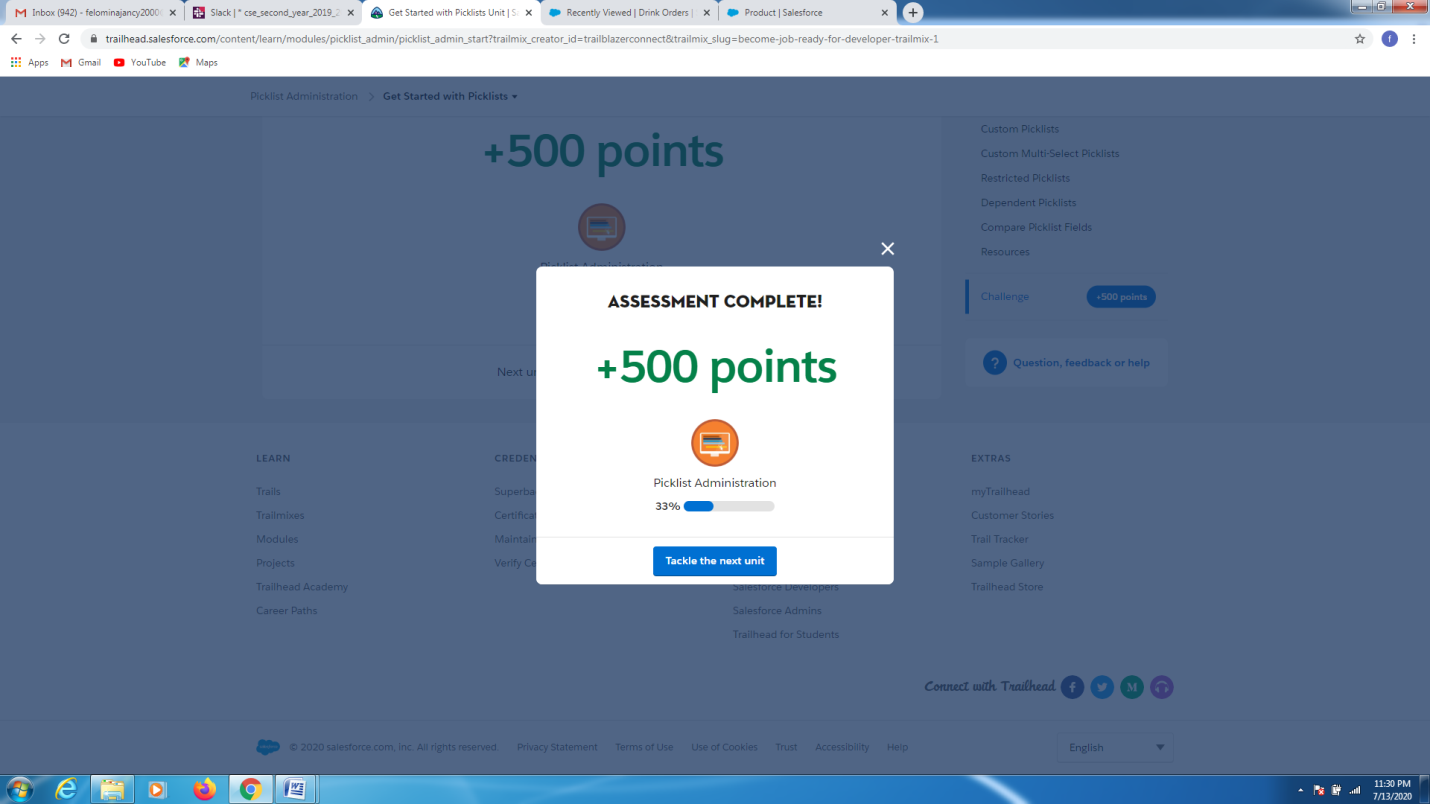 Inbox (942) - felominajancy2000
Slack | * cse_second_year_2019_2
Get Started with Picklists Unit | S
Recently Viewed | Drink Orders |
Product | Salesforce
trailhead.salesforce.com/content/learn/modules/picklist_admin/picklist_admin_start?trailmix_creator_id=trailblazerconnect&trailmix_slug=become-job-ready-for-developer-trailmix-1
f
Apps Gmail YouTube Maps
Picklist Administration > Get Started with Picklists
+500 points
Picklist Administration
Next
Custom Picklists
Custom Multi-Select Picklists
Restricted Picklists
Dependent Picklists
Compare Picklist Fields
Resources
Challenge +500 points
? Question, feedback or help
ASSESSMENT COMPLETE!
+500 points
Picklist Administration
33%
Tackle the next unit
LEARN
Trails
Trailmixes
Modules
Projects
Trailhead Academy
Career Paths
CREDEN
Superba
Certifica
Maintain
Verify Ce
Salesforce Developers
Salesforce Admins
Trailhead for Students
EXTRAS
myTrailhead
Customer Stories
Trail Tracker
Sample Gallery
Trailhead Store
Connect with Trailhead
© 2020 salesforce.com, inc. All rights reserved. Privacy Statement Terms of Use Use of Cookies Trust Accessibility Help
English
11:30 PM
7/13/2020